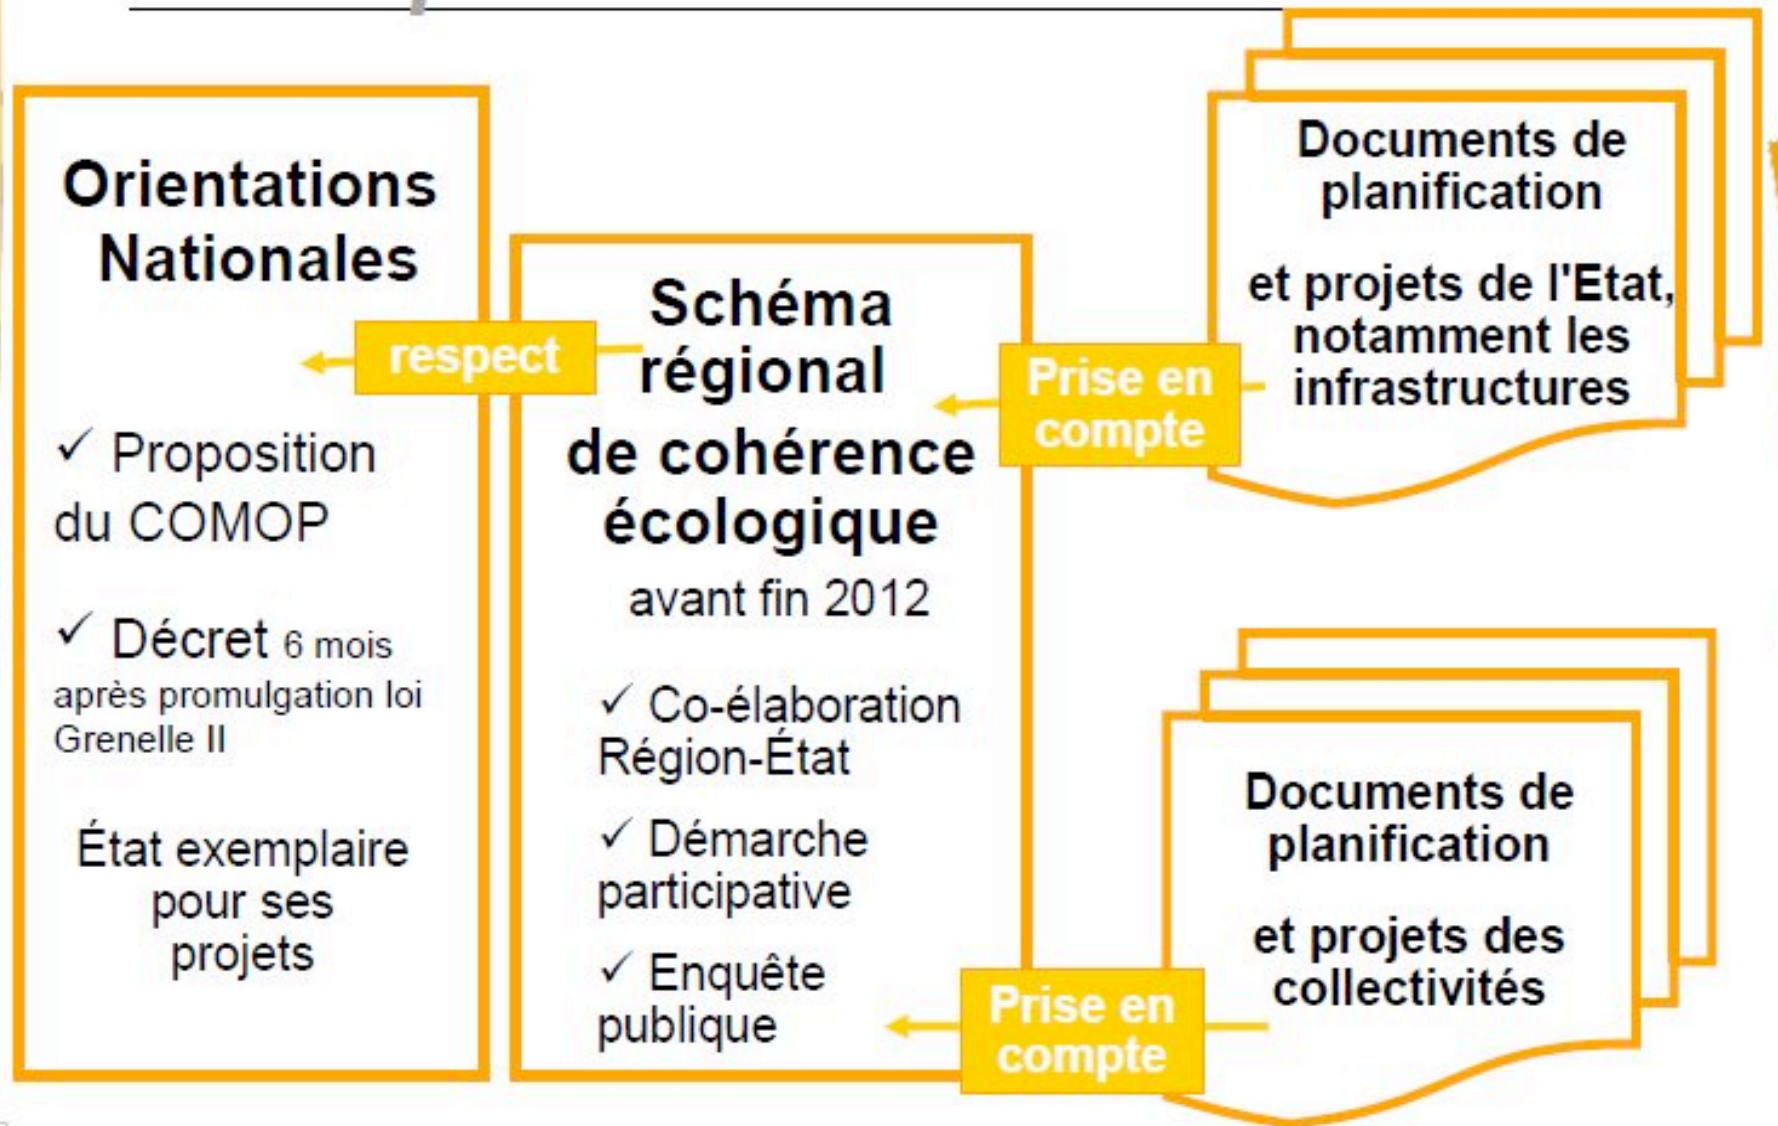 Orientations
Nationales
respect
✓ Proposition
du COMOP
✓ Décret 6 mois
après promulgation loi
Grenelle II
État exemplaire
pour ses
projets
Schéma
régional
de cohérence
écologique
avant fin 2012
✓ Co-élaboration
Région-État
✓ Démarche
participative
✓ Enquête
publique
Prise en
compte
Documents de
planification
et projets de l'Etat,
notamment les
infrastructures
Prise en
compte
Documents de
planification
et projets des
collectivités